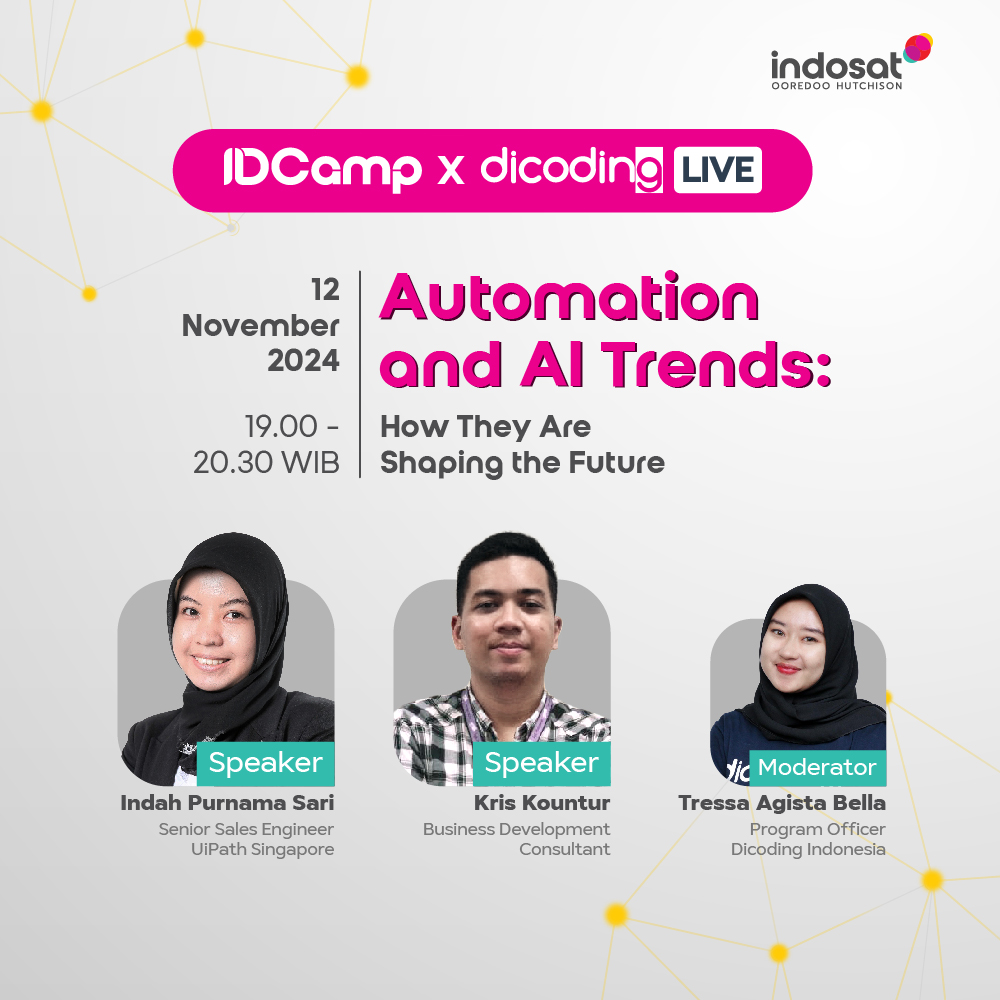 indosat
OOREDOO HUTCHISON
IDCamp x dicoding LIVE
12
November
2024
19.00 -
20.30 WIB
Automation
and AI Trends:
How They Are
Shaping the Future
Speaker
Indah Purnama Sari
Senior Sales Engineer
UiPath Singapore
Speaker
Kris Kountur
Business Development
Consultant
dic
Moderator
Tressa Agista Bella
Program Officer
Dicoding Indonesia